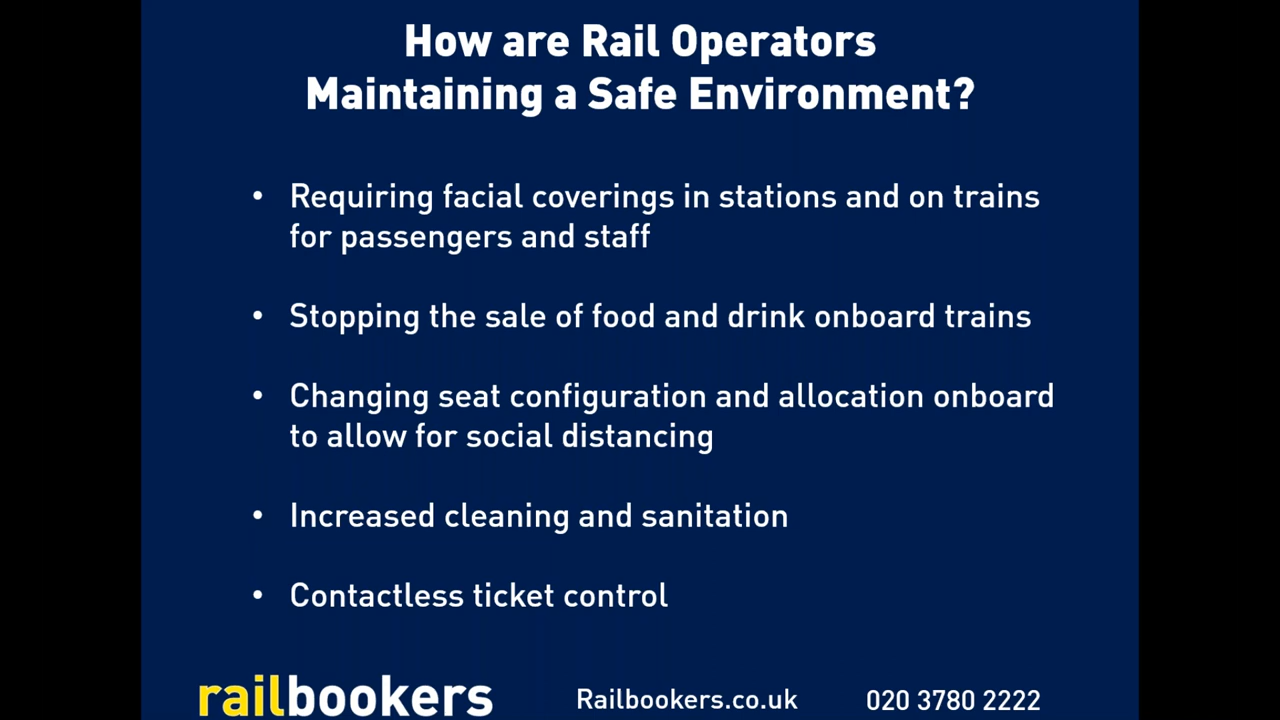 How are Rail Operators
Maintaining a Safe Environment?
• Requiring facial coverings in stations and on trains
for passengers and staff
• Stopping the sale of food and drink onboard trains
• Changing seat configuration and allocation onboard
to allow for social distancing
• Increased cleaning and sanitation
• Contactless ticket control
railbookers Railbookers.co.uk 020 3780 2222